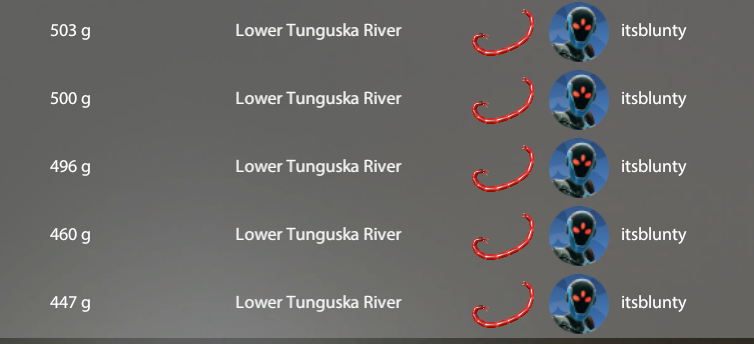 503 g Lower Tunguska River itsblunty
500 g Lower Tunguska River itsblunty
496 g Lower Tunguska River itsblunty
460 g Lower Tunguska River itsblunty
447 g Lower Tunguska River itsblunty